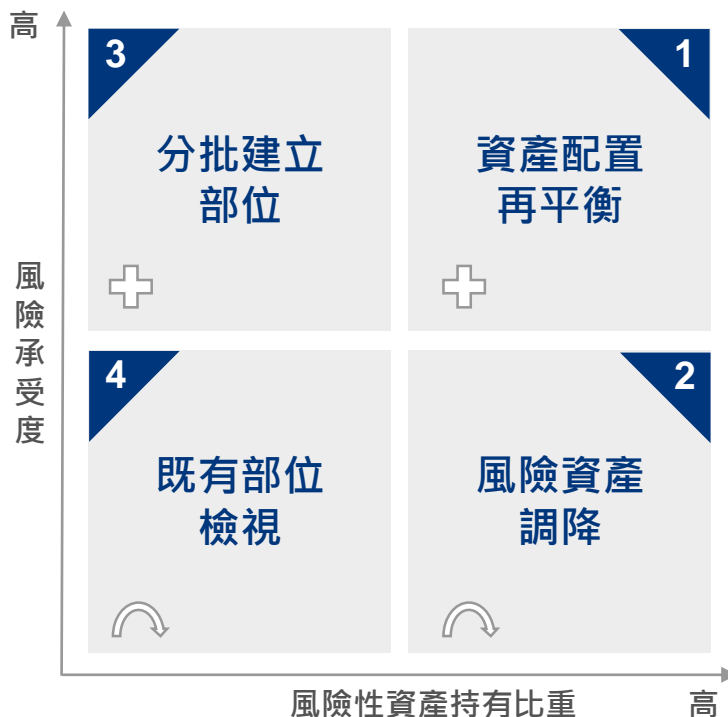 高
3
分批建立
部位
1
資產配置
再平衡
風險承受度
4
既有部位
檢視
2
風險資產
調降
風險性資產持有比重
高